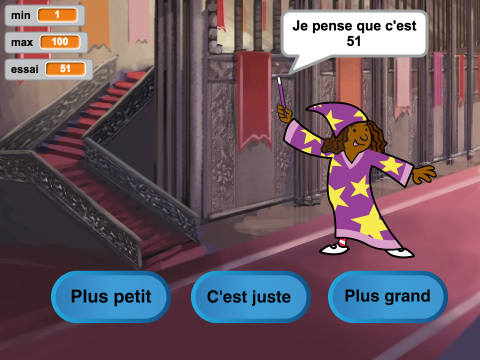 min 1
max 100
essai 51
Je pense que c'est
51
Plus petit
C'est juste
Plus grand